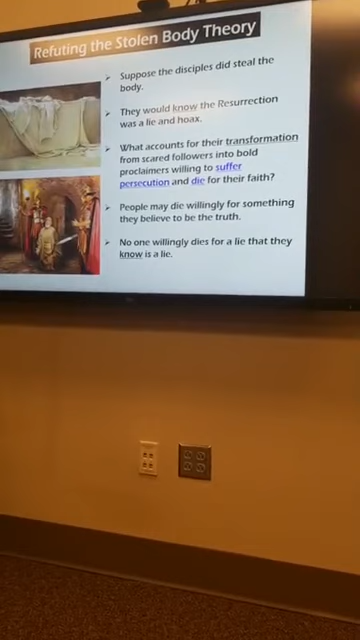 Refuting the Stolen Body Theory
Suppose the disciples did steal the
body.
They would know the Resurrection
was a lie and hoax.
What accounts for their transformation
from scared followers into bold
proclaimers willing to suffer
persecution and die for their faith?
People may die willingly for something
they believe to be the truth.
No one willingly dies for a lie that they
know is a lie.